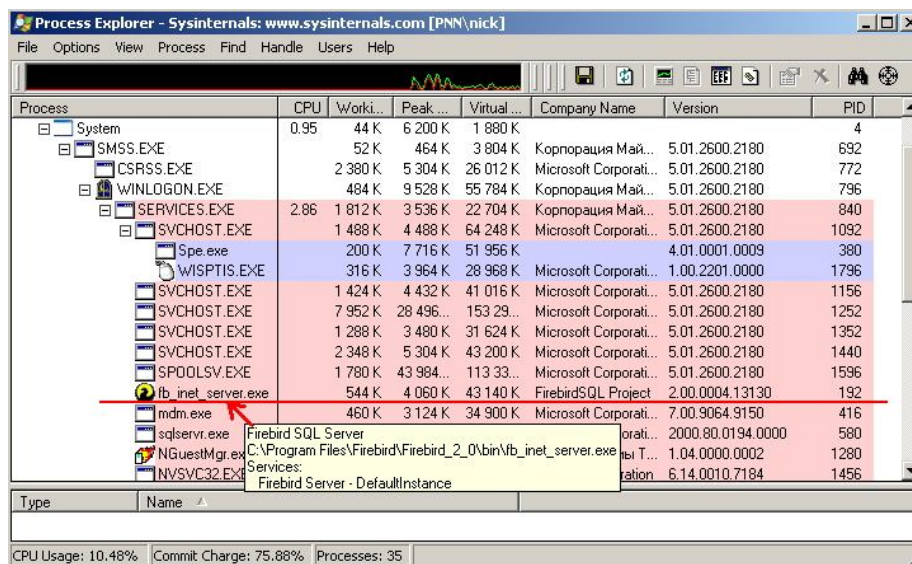 Process Explorer - Sysinternals: www.sysinternals.com [PNN\nick]
File Options View Process Find Handle Users Help
Process CPU Worki... Peak ... Virtual ... Company Name Version PID
System 0.95 44 K 6 200 K 1 880 K 4
SMSS.EXE 52 K 464 K 3 804 K Корпорация Май... 5.01.2600.2180 692
CSRSS.EXE 2 380 K 5 304 K 26 012 K Microsoft Corporati... 5.01.2600.2180 772
WINLOGON.EXE 484 K 9 528 K 55 784 K Корпорация Май... 5.01.2600.2180 796
SERVICES.EXE 2.86 1 812 K 3 536 K 22 704 K Корпорация Май... 5.01.2600.2180 840
SVCHOST.EXE 1 488 K 4 488 K 64 248 K Microsoft Corporati... 5.01.2600.2180 1092
Spe.exe 200 K 7 716 K 51 956 K 4.01.0001.0009 380
WISPTIS.EXE 316 K 3 964 K 28 968 K Microsoft Corporati... 1.00.2201.0000 1796
SVCHOST.EXE 1 424 K 4 432 K 41 016 K Microsoft Corporati... 5.01.2600.2180 1156
SVCHOST.EXE 7 952 K 28 496... 153 29... Microsoft Corporati... 5.01.2600.2180 1252
SVCHOST.EXE 1 288 K 3 480 K 31 624 K Microsoft Corporati... 5.01.2600.2180 1352
SVCHOST.EXE 2 348 K 5 304 K 43 200 K Microsoft Corporati... 5.01.2600.2180 1440
SPOOLSV.EXE 1 780 K 43 984... 113 33... Microsoft Corporati... 5.01.2600.2180 1596
fb_inet_server.exe 544 K 4 060 K 43 140 K FirebirdSQL Project 2.00.0004.13130 192
mdm.exe 460 K 3 124 K 34 900 K Microsoft Corporati... 7.00.9064.9150 416
sqlservr.exe orati... 2000.80.0194.0000 580
NGuestMgr.ex ы Т... 1.04.0000.0002 1280
NVSVC32.EXE ration 6.14.0010.7184 1456
Firebird SQL Server
C:\Program Files\Firebird\Firebird_2_0\bin\fb_inet_server.exe
Services:
Firebird Server - DefaultInstance
Type Name
CPU Usage: 10.48% Commit Charge: 75.88% Processes: 35